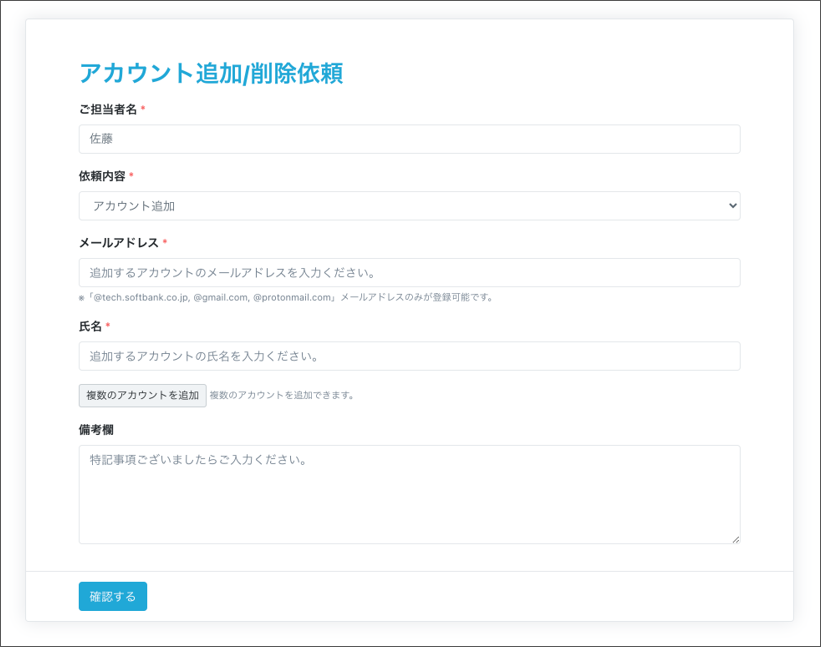 アカウント追加/削除依頼
ご担当者名 *
佐藤
依頼内容 *
アカウント追加
メールアドレス *
追加するアカウントのメールアドレスを入力ください。
※「@tech.softbank.co.jp, @gmail.com, @protonmail.com」メールアドレスのみが登録可能です。
氏名 *
追加するアカウントの氏名を入力ください。
複数のアカウントを追加 複数のアカウントを追加できます。
備考欄
特記事項ございましたらご入力ください。
確認する